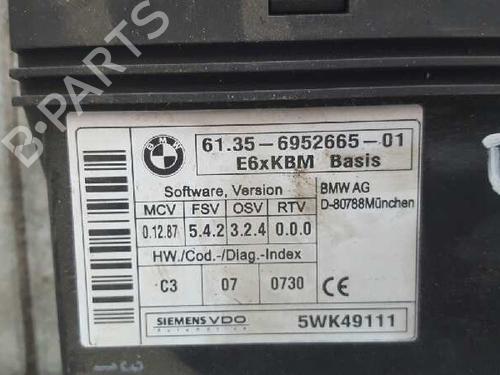 BMW
61.35-6952665-01
E6xKBM Basis
Software, Version
BMW AG
D-80788München
MCV FSV OSV RTV
0.12.87 5.4.2 3.2.4 0.0.0
HW./Cod.-/Diag.-Index
C3 07 0730 CE
SIEMENS VDO
Automotive
5WK49111
B-PARTS